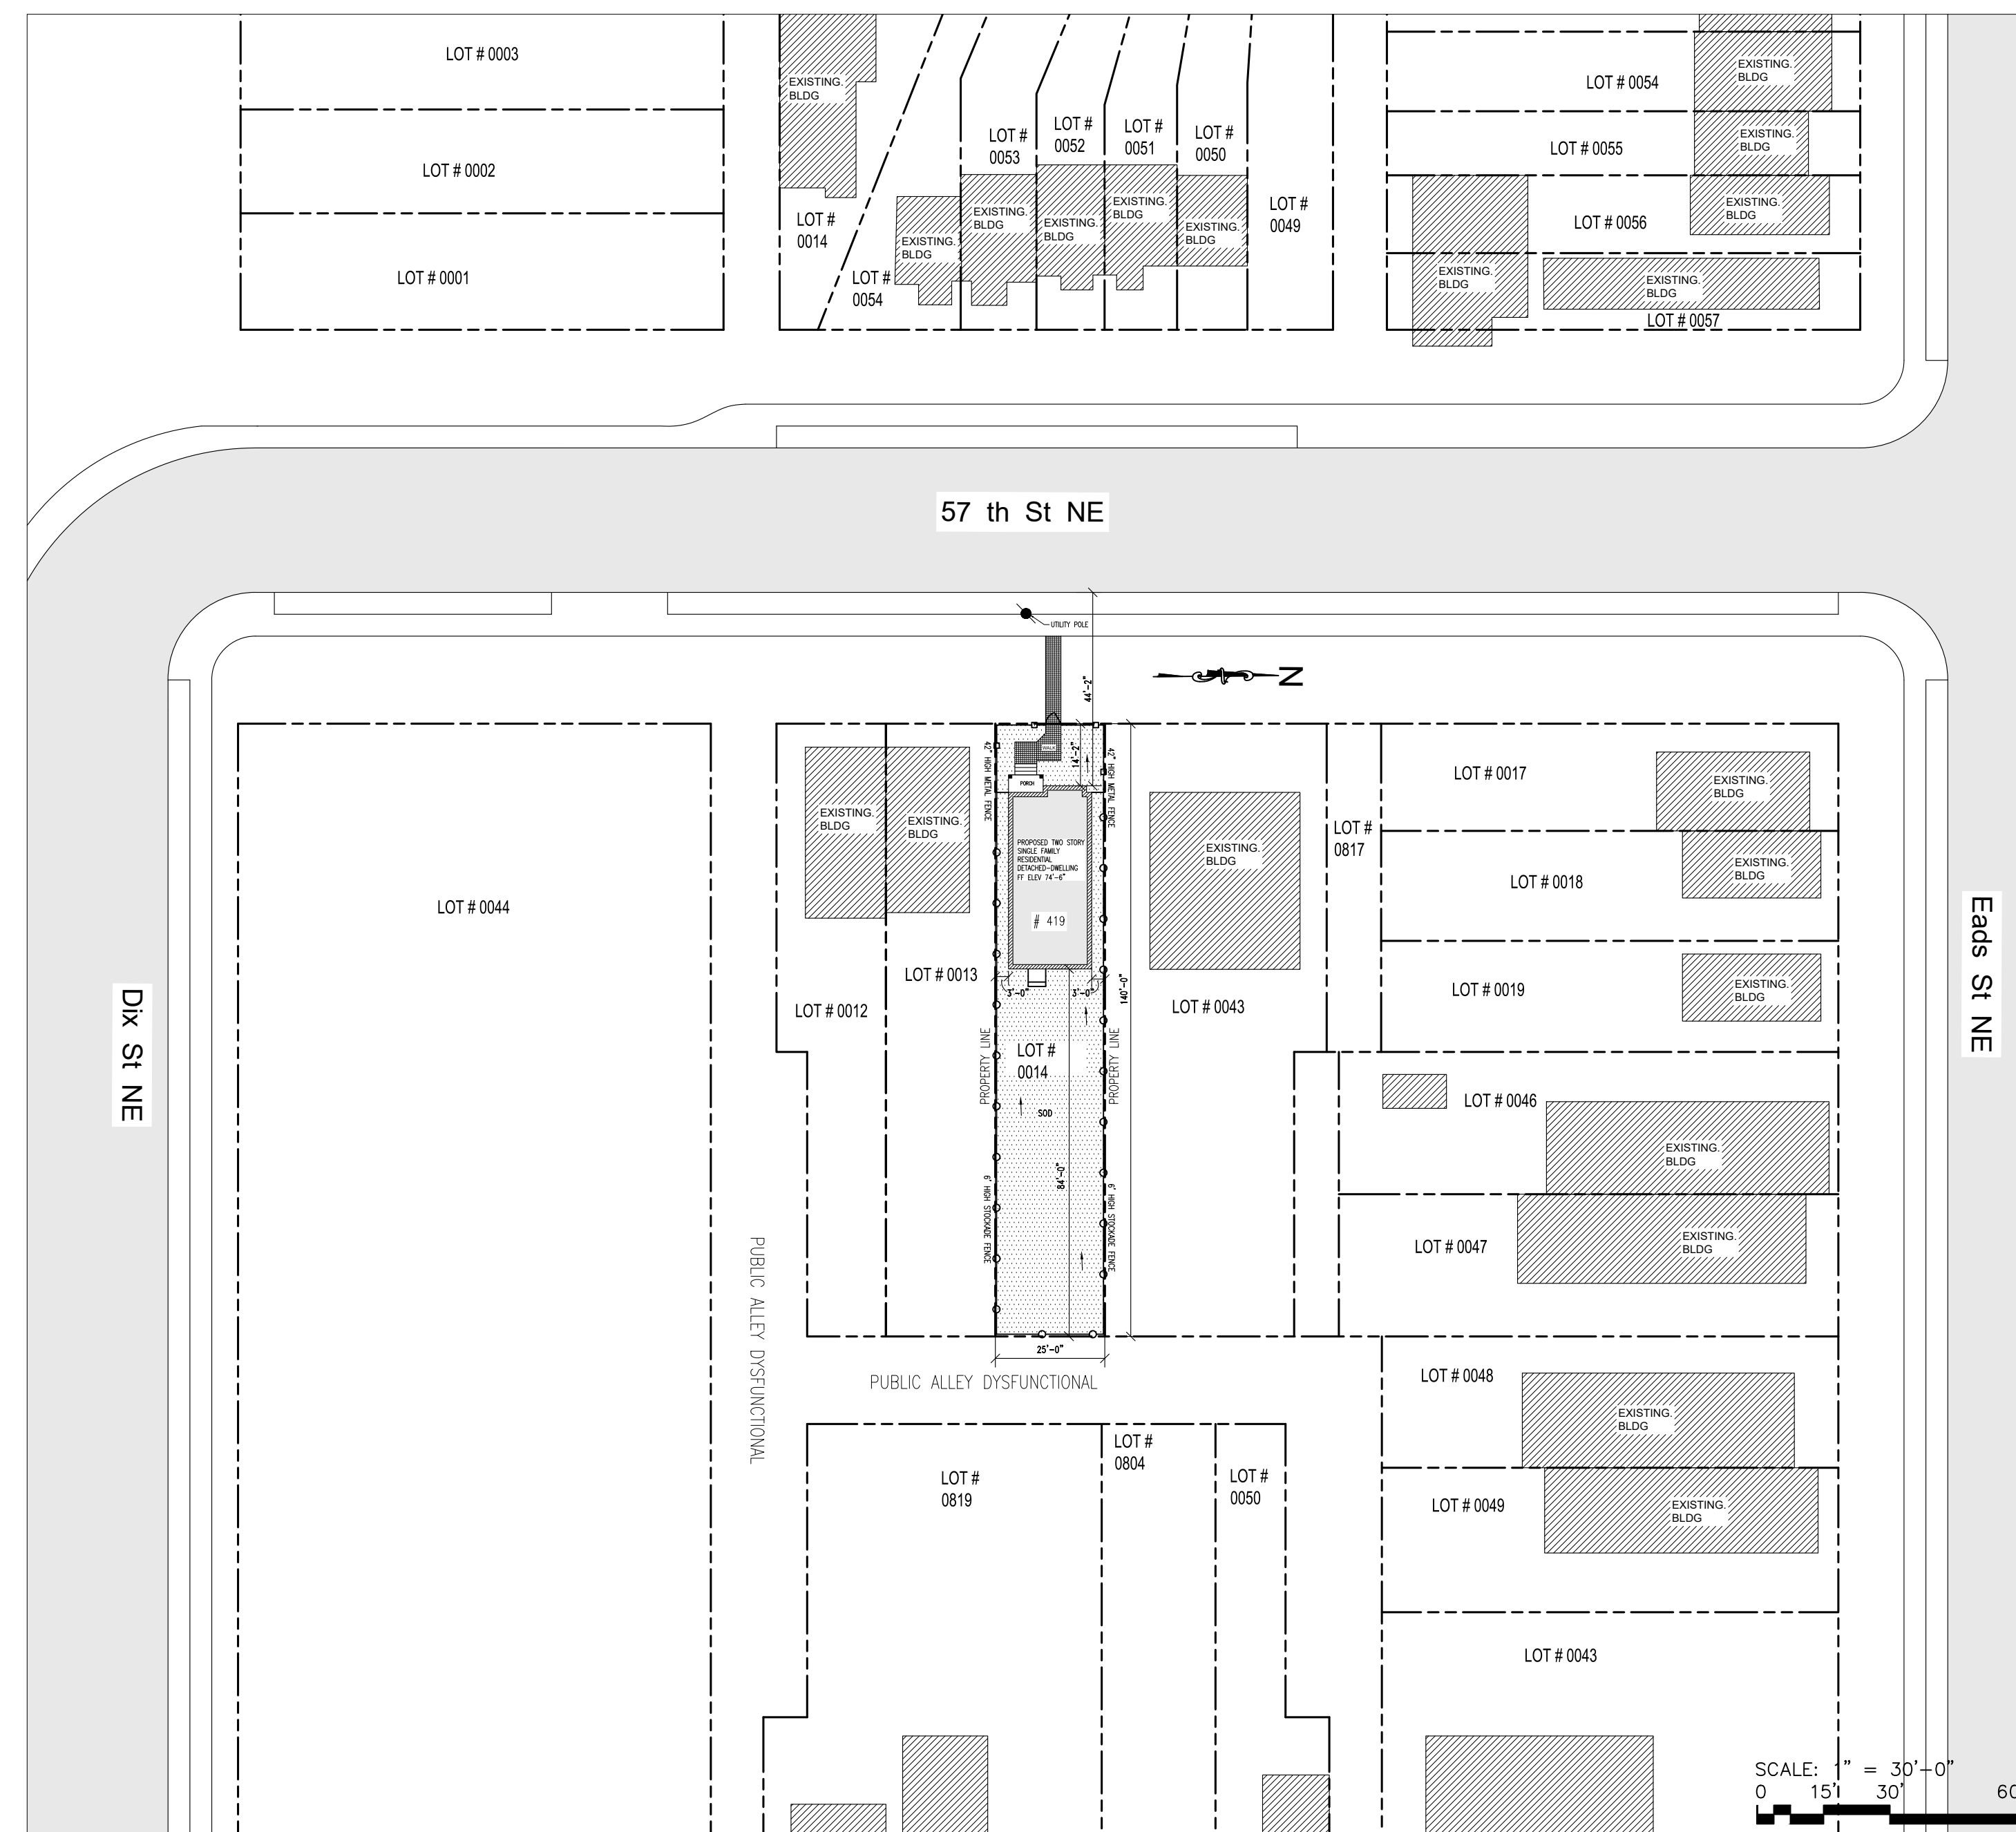 LOT # 0003
LOT # 0002
LOT # 0001
EXISTING.
BLDG
LOT #
0014
LOT #
0054
EXISTING.
BLDG
LOT #
0053
EXISTING.
BLDG
LOT #
0052
EXISTING.
BLDG
LOT #
0051
EXISTING.
BLDG
LOT #
0050
EXISTING.
BLDG
LOT #
0049
LOT # 0054
EXISTING.
BLDG
LOT # 0055
EXISTING.
BLDG
LOT # 0056
EXISTING.
BLDG
EXISTING.
BLDG
EXISTING.
BLDG
LOT # 0057
57 th St NE
UTILITY POLE
44'-2"
N
14'-2"
WALK
PORCH
42" HIGH METAL FENCE
42" HIGH METAL FENCE
PROPOSED TWO STORY
SINGLE FAMILY
RESIDENTIAL
DETACHED-DWELLING
FF ELEV 74'-6"
# 419
3'-0"
3'-0"
140'-0"
PROPERTY LINE
PROPERTY LINE
LOT #
0014
SOD
84'-0"
6' HIGH STOCKADE FENCE
6' HIGH STOCKADE FENCE
25'-0"
PUBLIC ALLEY DYSFUNCTIONAL
PUBLIC ALLEY DYSFUNCTIONAL
LOT # 0044
Dix St NE
EXISTING.
BLDG
EXISTING.
BLDG
LOT # 0013
LOT # 0012
EXISTING.
BLDG
LOT # 0043
LOT #
0817
LOT # 0017
EXISTING.
BLDG
LOT # 0018
EXISTING.
BLDG
LOT # 0019
EXISTING.
BLDG
Eads St NE
LOT # 0046
EXISTING.
BLDG
LOT # 0047
EXISTING.
BLDG
LOT # 0048
EXISTING.
BLDG
LOT # 0049
EXISTING.
BLDG
LOT #
0819
LOT #
0804
LOT #
0050
LOT # 0043
SCALE: 1" = 30'-0"
0 15' 30' 60